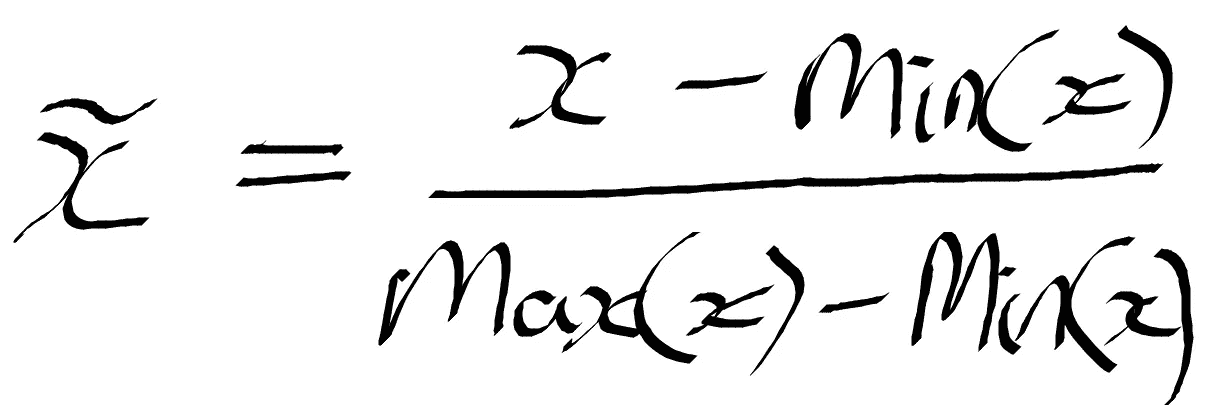 x̃ = (x - Min(x)) / (Max(x) - Min(x))